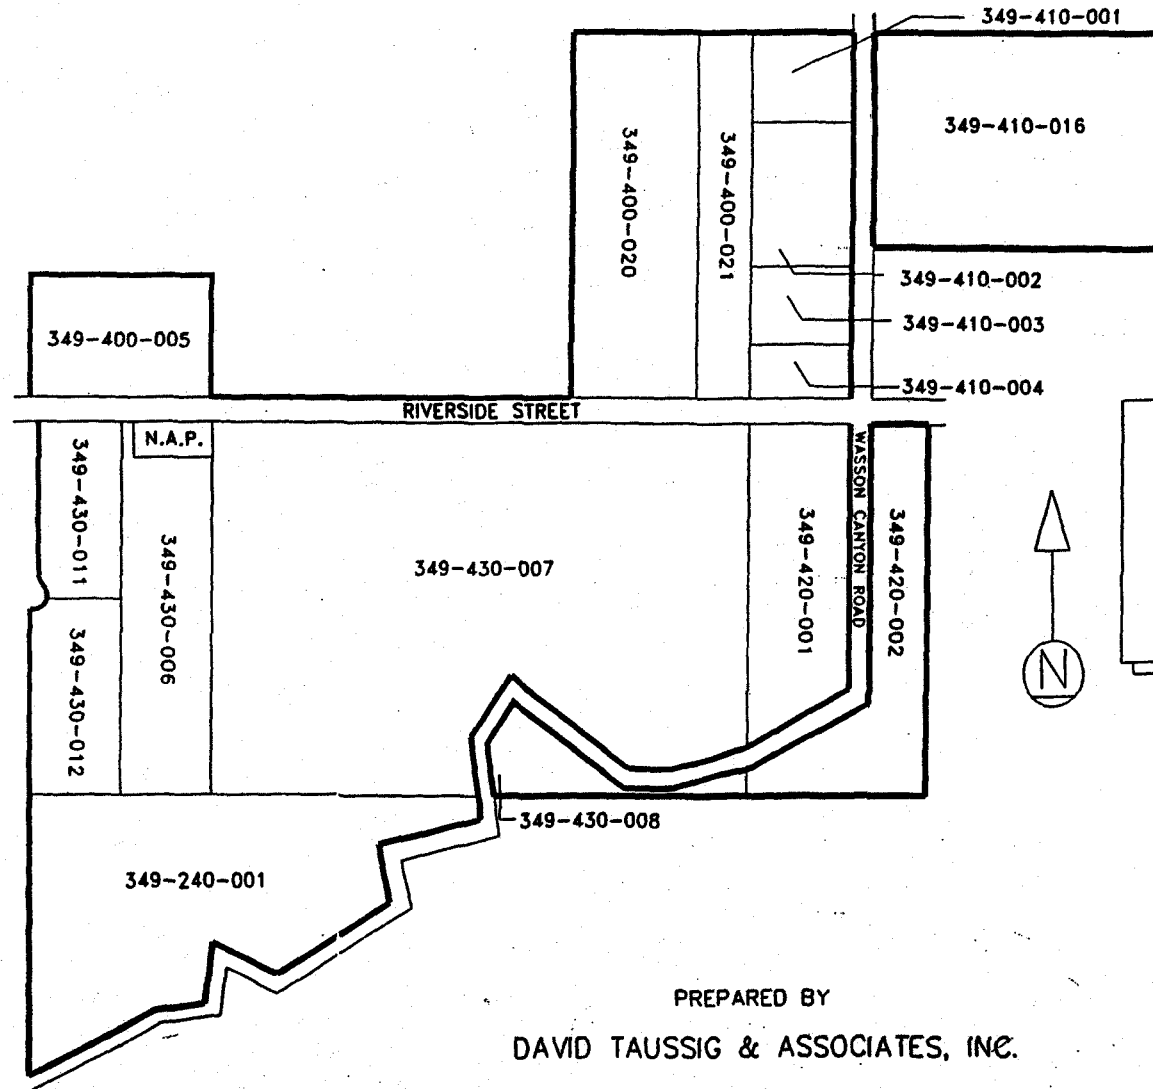 349-410-001
349-410-016
349-400-020
349-400-021
349-410-002
349-410-003
349-400-005
349-410-004
RIVERSIDE STREET
N.A.P.
349-430-011
349-430-006
349-430-007
349-420-001
WASSON CANYON ROAD
349-420-002
349-430-012
N
349-430-008
349-240-001
PREPARED BY
DAVID TAUSSIG & ASSOCIATES, INC.